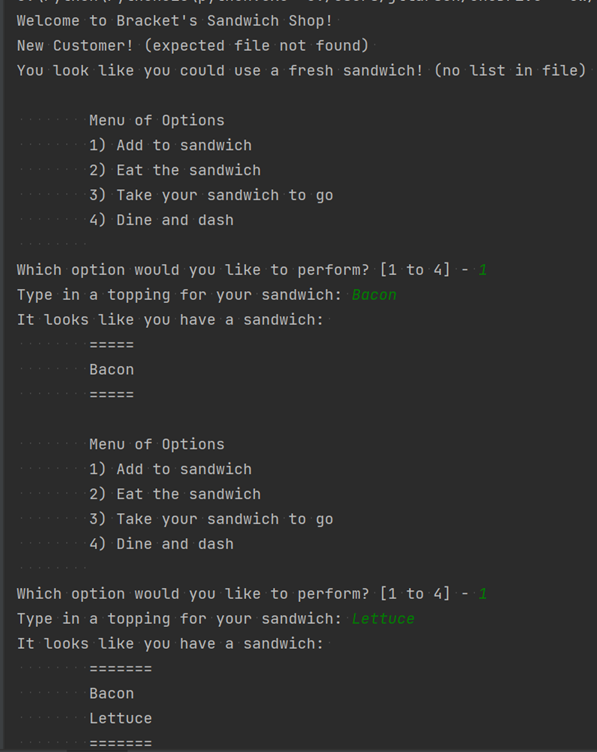 Welcome to Bracket's Sandwich Shop!
New Customer! (expected file not found)
You look like you could use a fresh sandwich! (no list in file)
Menu of Options
1) Add to sandwich
2) Eat the sandwich
3) Take your sandwich to go
4) Dine and dash
Which option would you like to perform? [1 to 4] - 1
Type in a topping for your sandwich: Bacon
It looks like you have a sandwich:
=====
Bacon
=====
Menu of Options
1) Add to sandwich
2) Eat the sandwich
3) Take your sandwich to go
4) Dine and dash
Which option would you like to perform? [1 to 4] - 1
Type in a topping for your sandwich: Lettuce
It looks like you have a sandwich:
=======
Bacon
Lettuce
=======